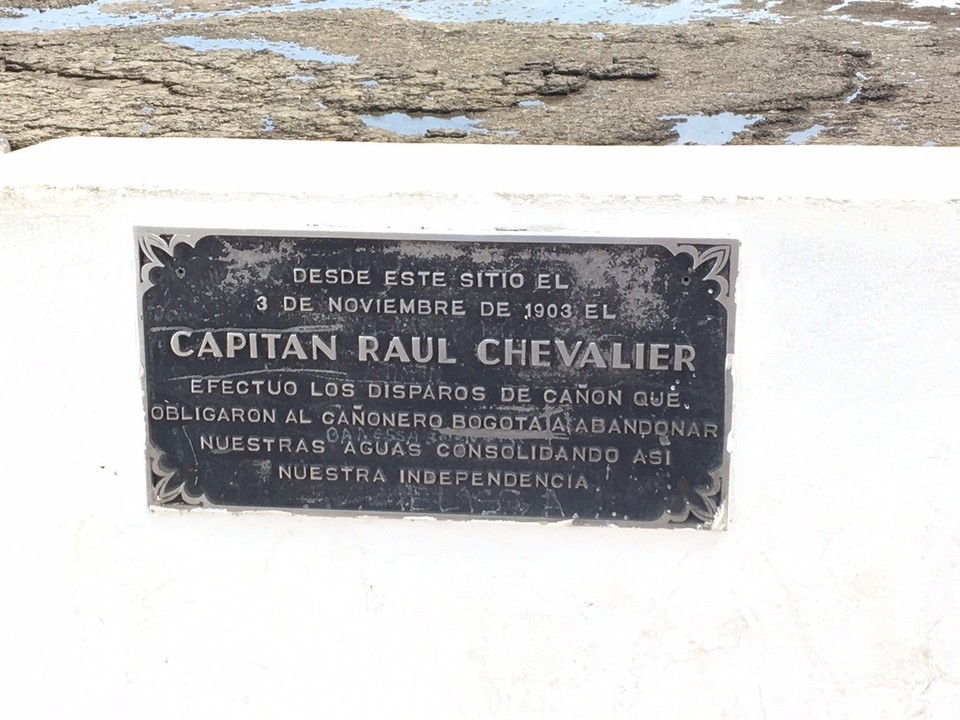 DESDE ESTE SITIO EL
3 DE NOVIEMBRE DE 1903 EL
CAPITAN RAUL CHEVALIER
EFECTUO LOS DISPAROS DE CAÑON QUE
OBLIGARON AL CAÑONERO BOGOTA A ABANDONAR
NUESTRAS AGUAS CONSOLIDANDO ASI
NUESTRA INDEPENDENCIA